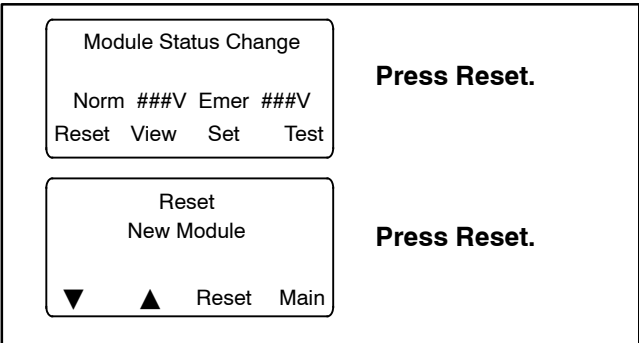 Module Status Change
Norm ###V Emer ###V
Reset View Set Test
Press Reset.
Reset
New Module
▼ ▲ Reset Main
Press Reset.